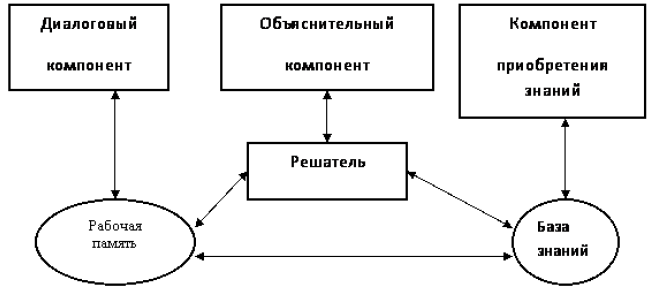 Диалоговый
компонент
Объяснительный
компонент
Компонент
приобретения
знаний
Решатель
Рабочая
память
База
знаний